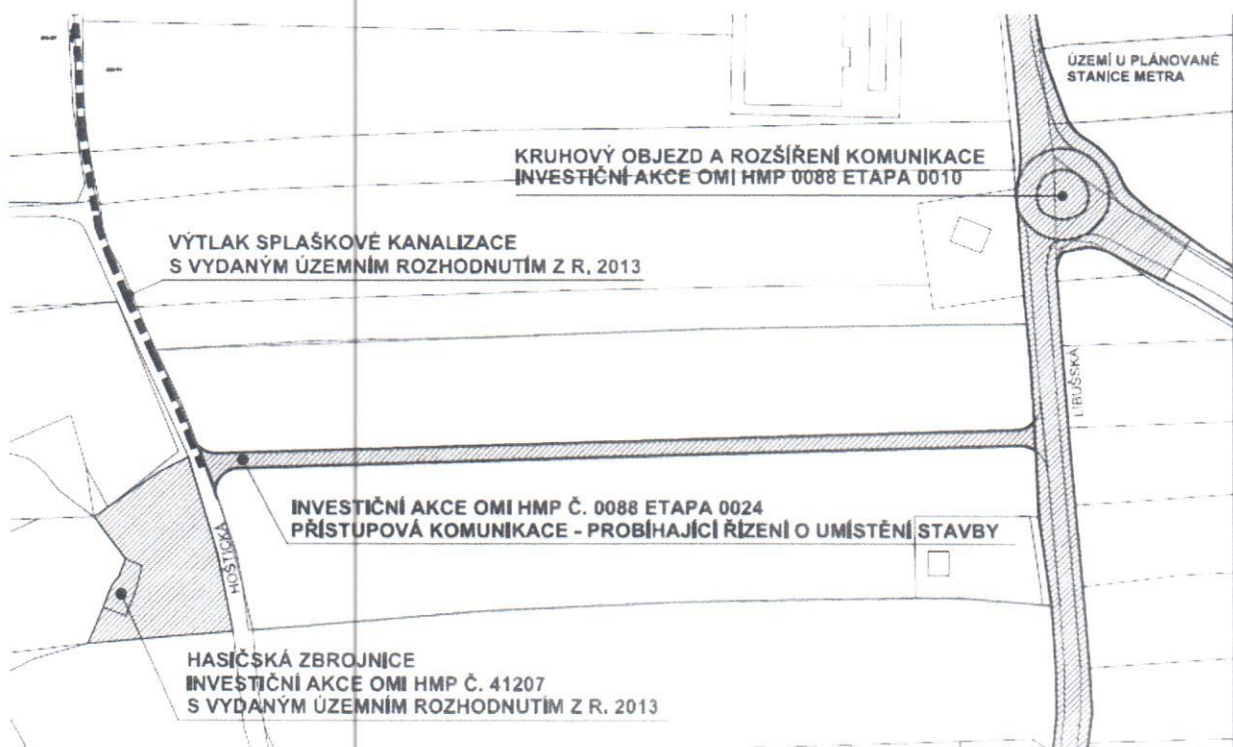 ÚZEMÍ U PLÁNOVANÉ
STANICE METRA
KRUHOVÝ OBJEZD A ROZŠÍŘENÍ KOMUNIKACE
INVESTIČNÍ AKCE OMI HMP 0088 ETAPA 0010
VÝTLAK SPLAŠKOVÉ KANALIZACE
S VYDANÝM ÚZEMNÍM ROZHODNUTÍM Z R, 2013
LIBUŠSKÁ
INVESTIČNÍ AKCE OMI HMP Č. 0088 ETAPA 0024
PŘÍSTUPOVÁ KOMUNIKACE - PROBÍHAJÍCÍ ŘÍZENÍ O UMÍSTĚNÍ STAVBY
HOŠTICKÁ
HASIČSKÁ ZBROJNICE
INVESTIČNÍ AKCE OMI HMP Č. 41207
S VYDANÝM ÚZEMNÍM ROZHODNUTÍM Z R. 2013